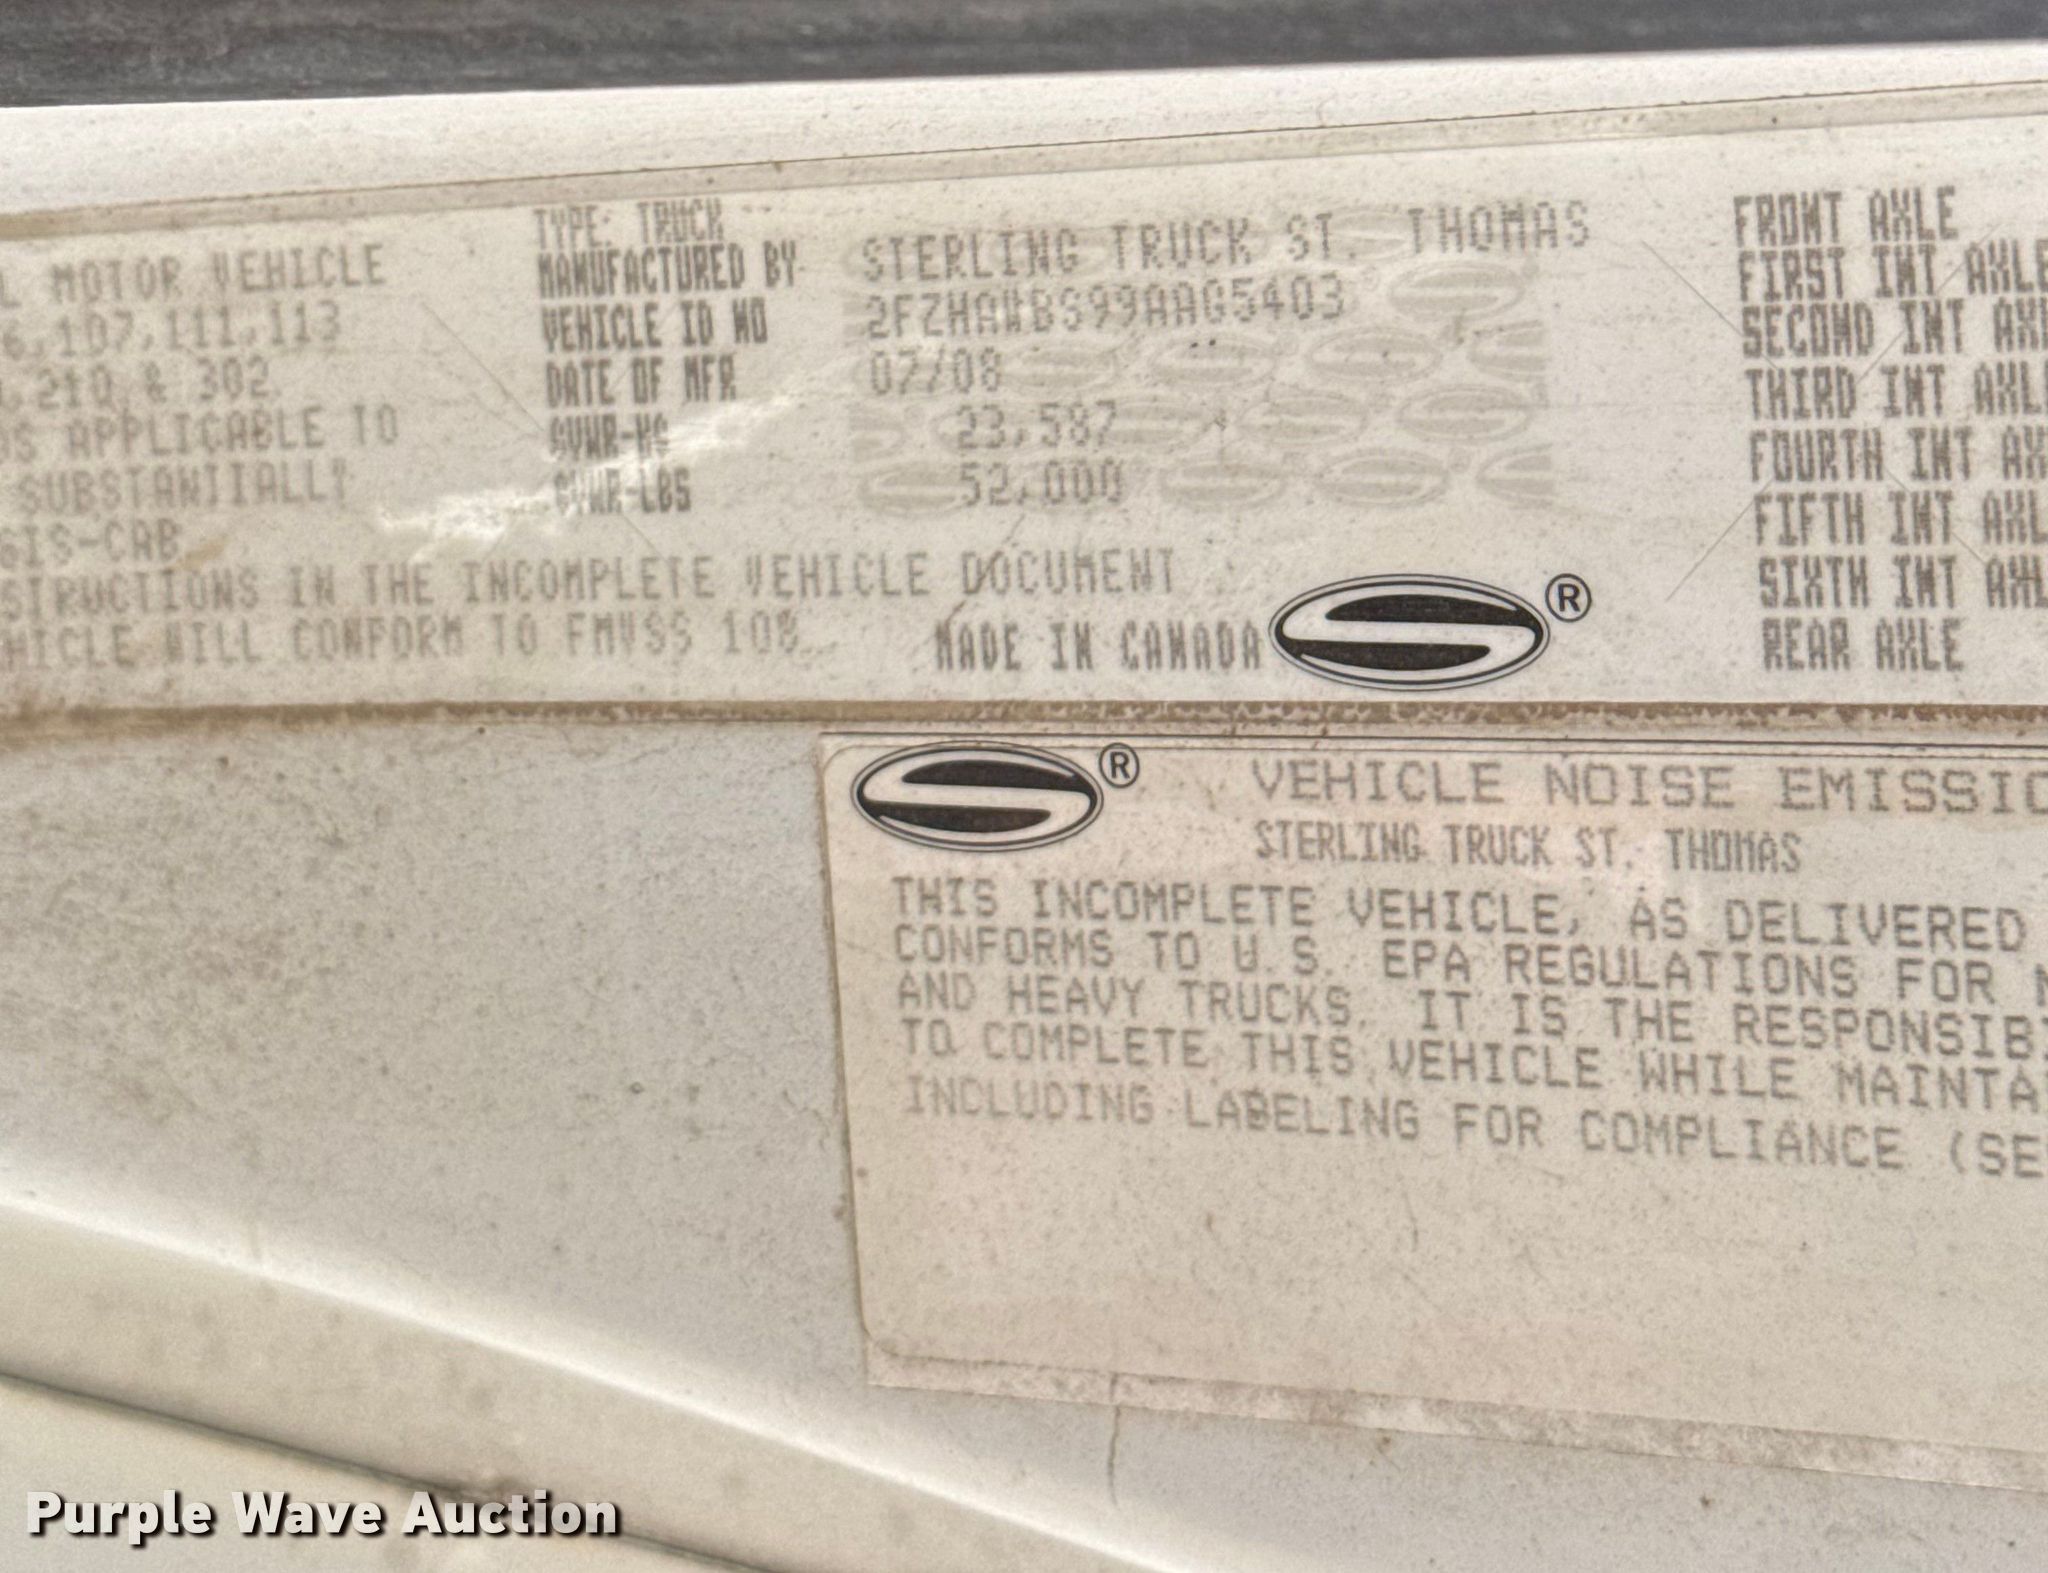 TYPE: TRUCK
L MOTOR VEHICLE
6,107,111,113
,210 & 302
DS APPLICABLE TO
SUBSTANTIALLY
SIS-CAB
STRUCTIONS IN THE INCOMPLETE VEHICLE DOCUMENT
HICLE WILL CONFORM TO FMVSS 108
MANUFACTURED BY STERLING TRUCK ST. THOMAS
VEHICLE ID NO 2FZHAWBS99AAG5403
DATE OF MFR 07/08
GVWR-KG 23,587
GVWR-LBS 52,000
MADE IN CANADA
S®
FRONT AXLE
FIRST INT AXLE
SECOND INT AXL
THIRD INT AXL
FOURTH INT AX
FIFTH INT AXL
SIXTH INT AXL
REAR AXLE
S®
VEHICLE NOISE EMISSIO
STERLING TRUCK ST. THOMAS
THIS INCOMPLETE VEHICLE, AS DELIVERED
CONFORMS TO U.S. EPA REGULATIONS FOR M
AND HEAVY TRUCKS. IT IS THE RESPONSIBI
TO COMPLETE THIS VEHICLE WHILE MAINTA
INCLUDING LABELING FOR COMPLIANCE (SE
Purple Wave Auction